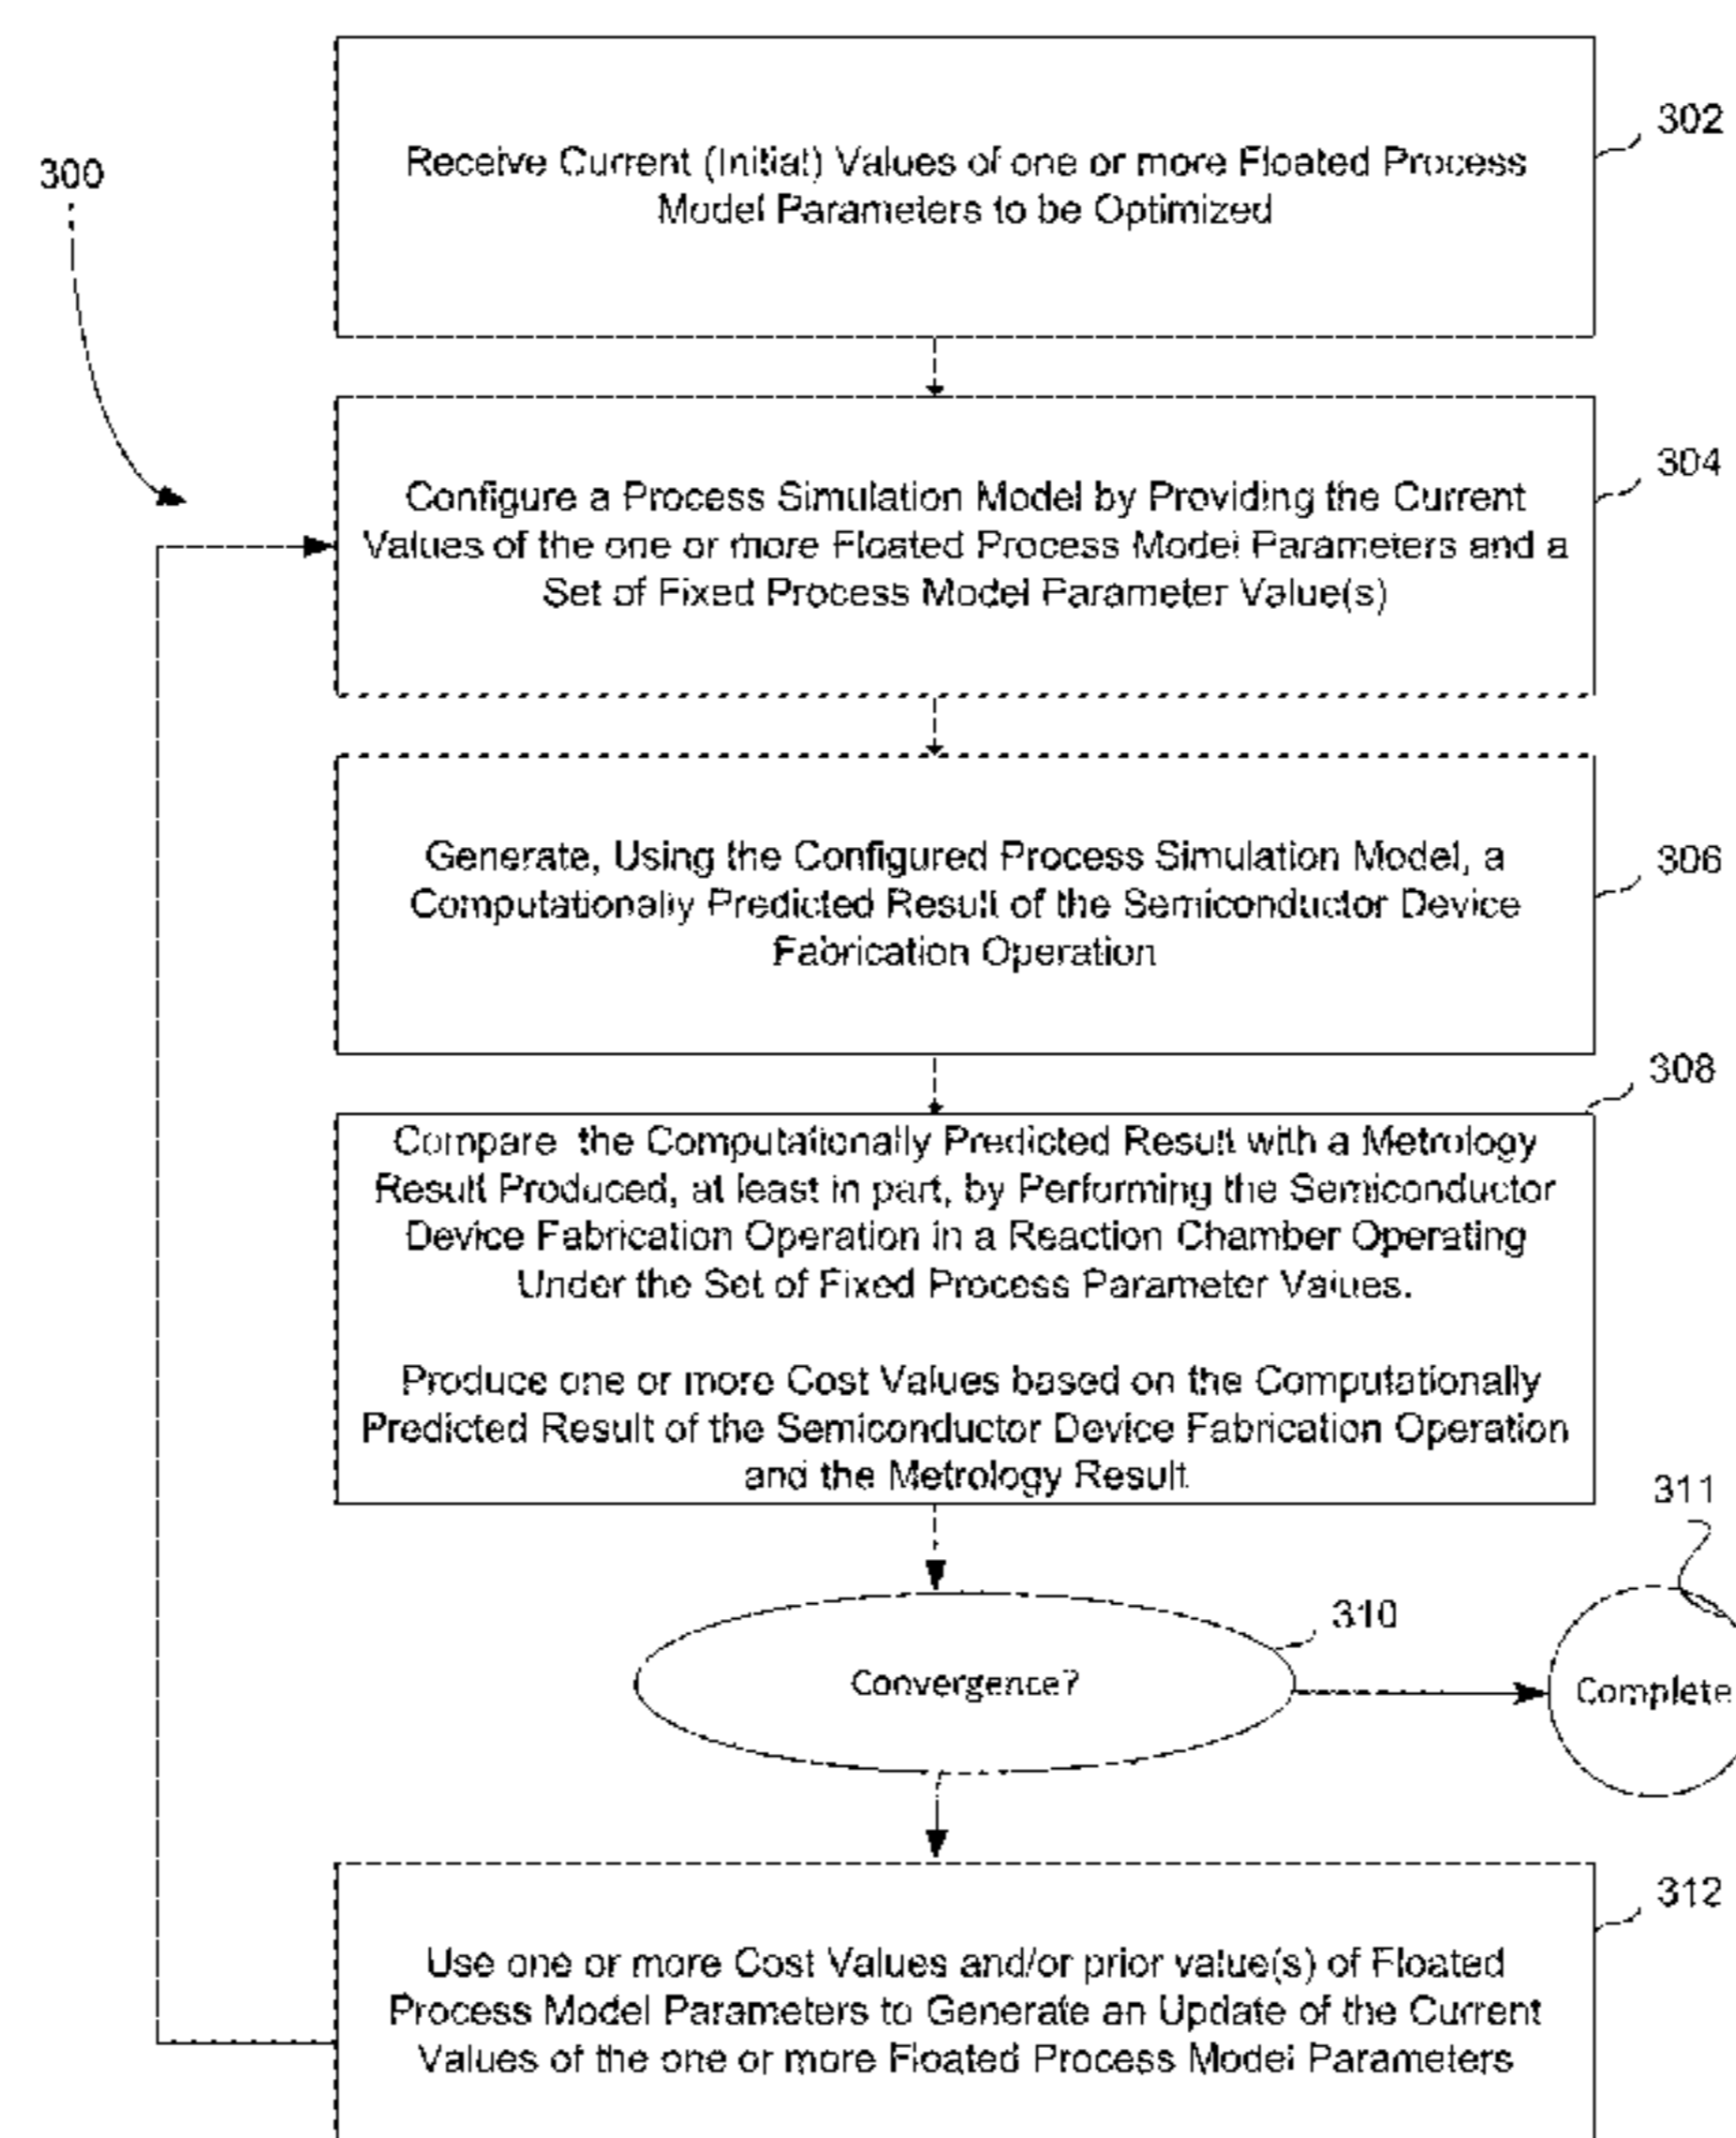 300
302
Receive Current (Initial) Values of one or more Floated Process
Model Parameters to be Optimized
304
Configure a Process Simulation Model by Providing the Current
Values of the one or more Floated Process Model Parameters and a
Set of Fixed Process Model Parameter Value(s)
306
Generate, Using the Configured Process Simulation Model, a
Computationally Predicted Result of the Semiconductor Device
Fabrication Operation
308
Compare the Computationally Predicted Result with a Metrology
Result Produced, at least in part, by Performing the Semiconductor
Device Fabrication Operation in a Reaction Chamber Operating
Under the Set of Fixed Process Parameter Values.
Produce one or more Cost Values based on the Computationally
Predicted Result of the Semiconductor Device Fabrication Operation
and the Metrology Result
310
Convergence?
311
Complete
312
Use one or more Cost Values and/or prior value(s) of Floated
Process Model Parameters to Generate an Update of the Current
Values of the one or more Floated Process Model Parameters